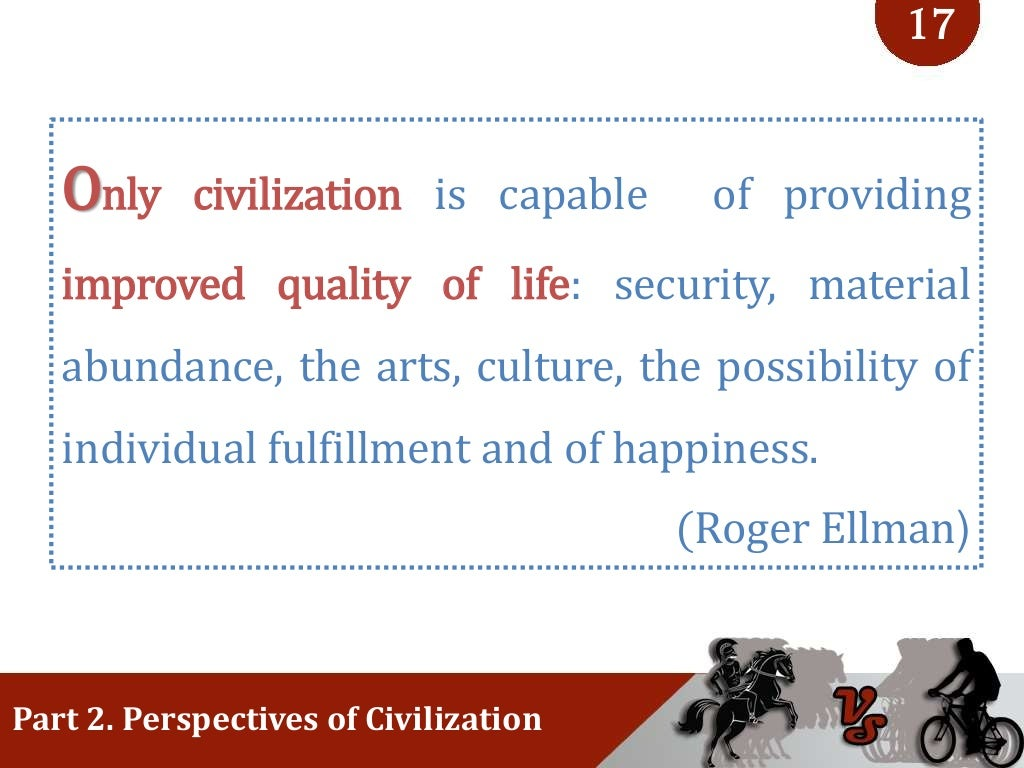 17
Only civilization is capable of providing
improved quality of life: security, material
abundance, the arts, culture, the possibility of
individual fulfillment and of happiness.
(Roger Ellman)
Part 2. Perspectives of Civilization
VS